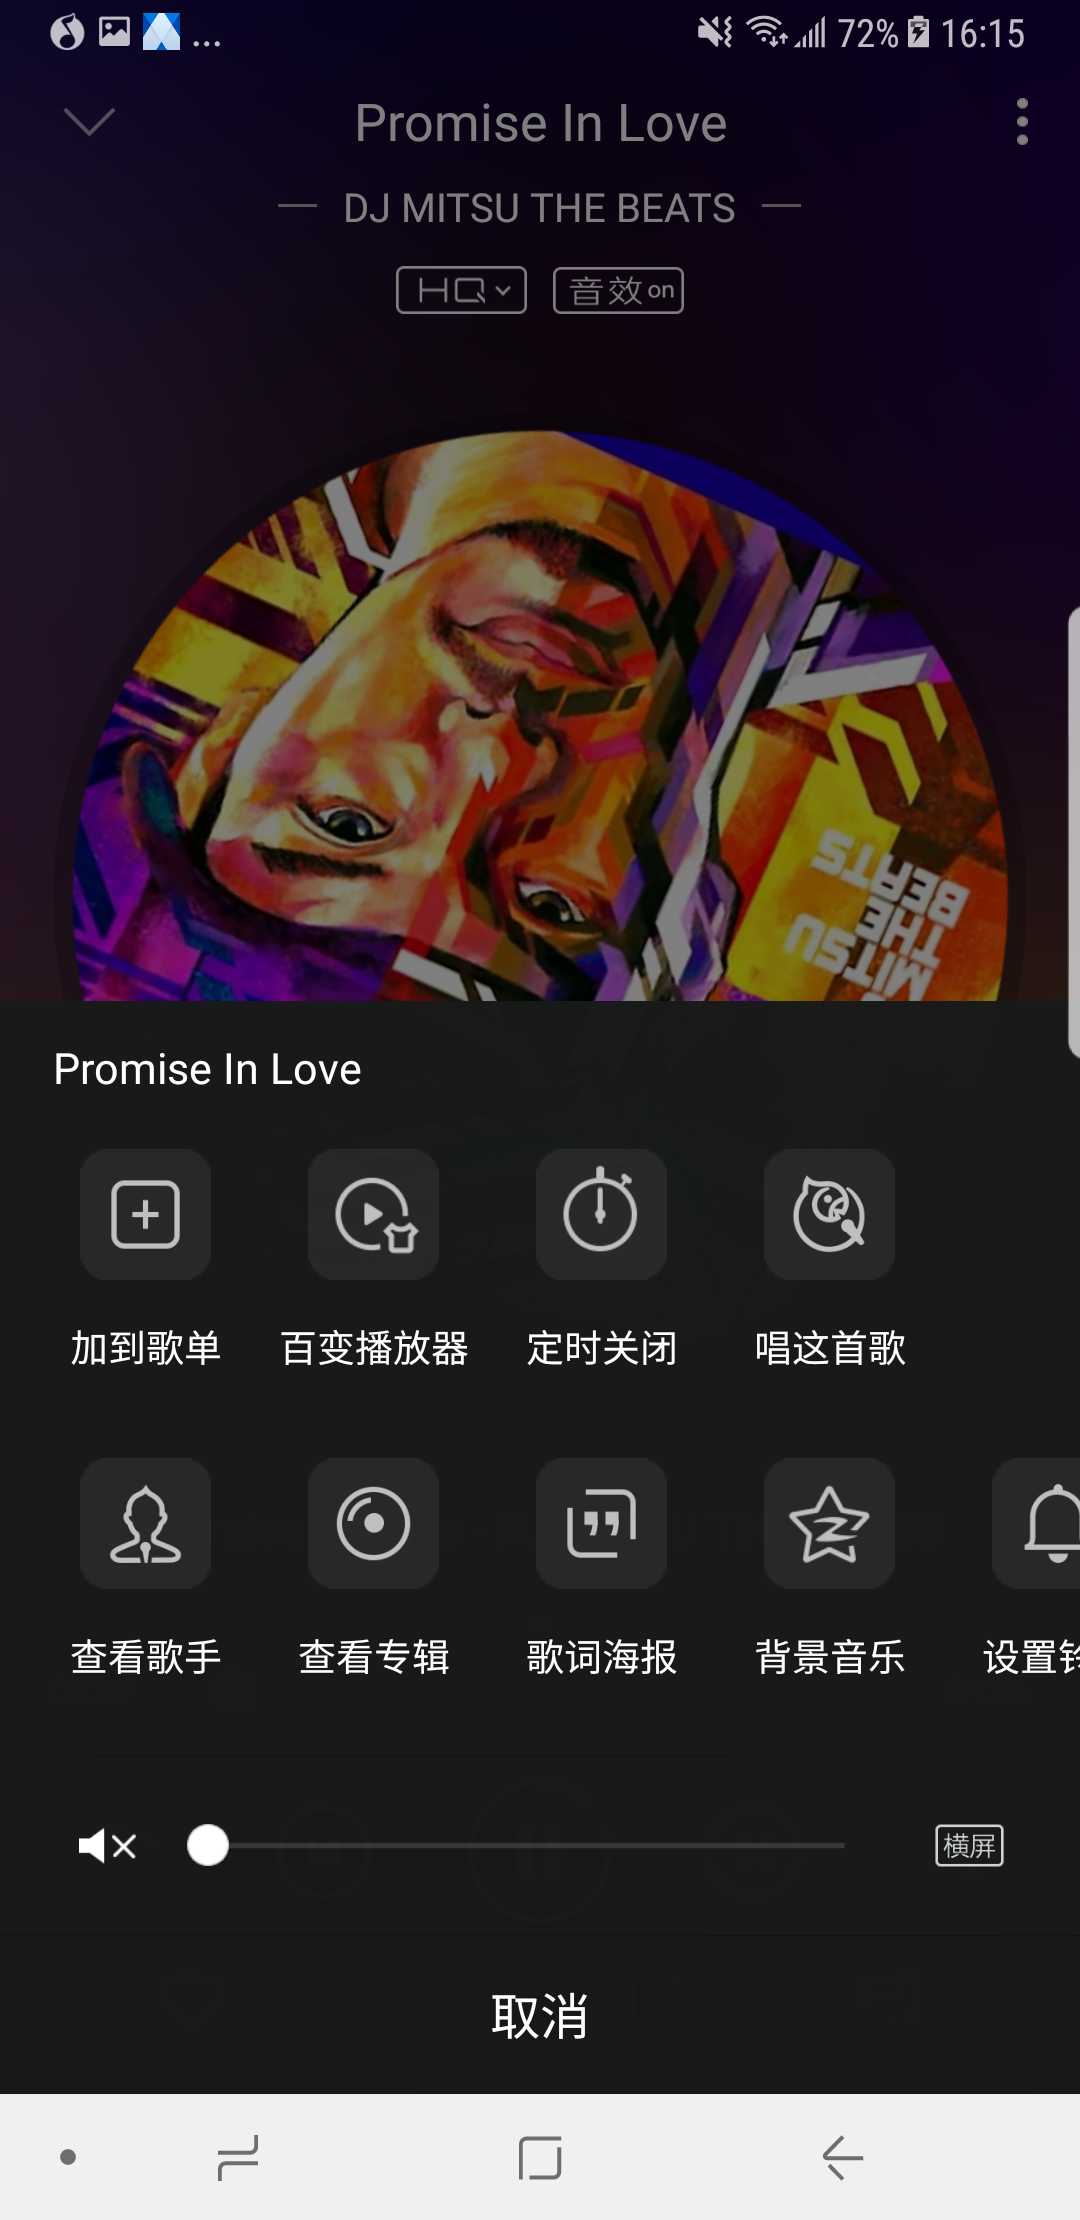 ... 72% 16:15
Promise In Love
DJ MITSU THE BEATS
HQ 音效on
MITSU
THE
BEATS
Promise In Love
加到歌单 百变播放器 定时关闭 唱这首歌
查看歌手 查看专辑 歌词海报 背景音乐 设置铃
横屏
取消